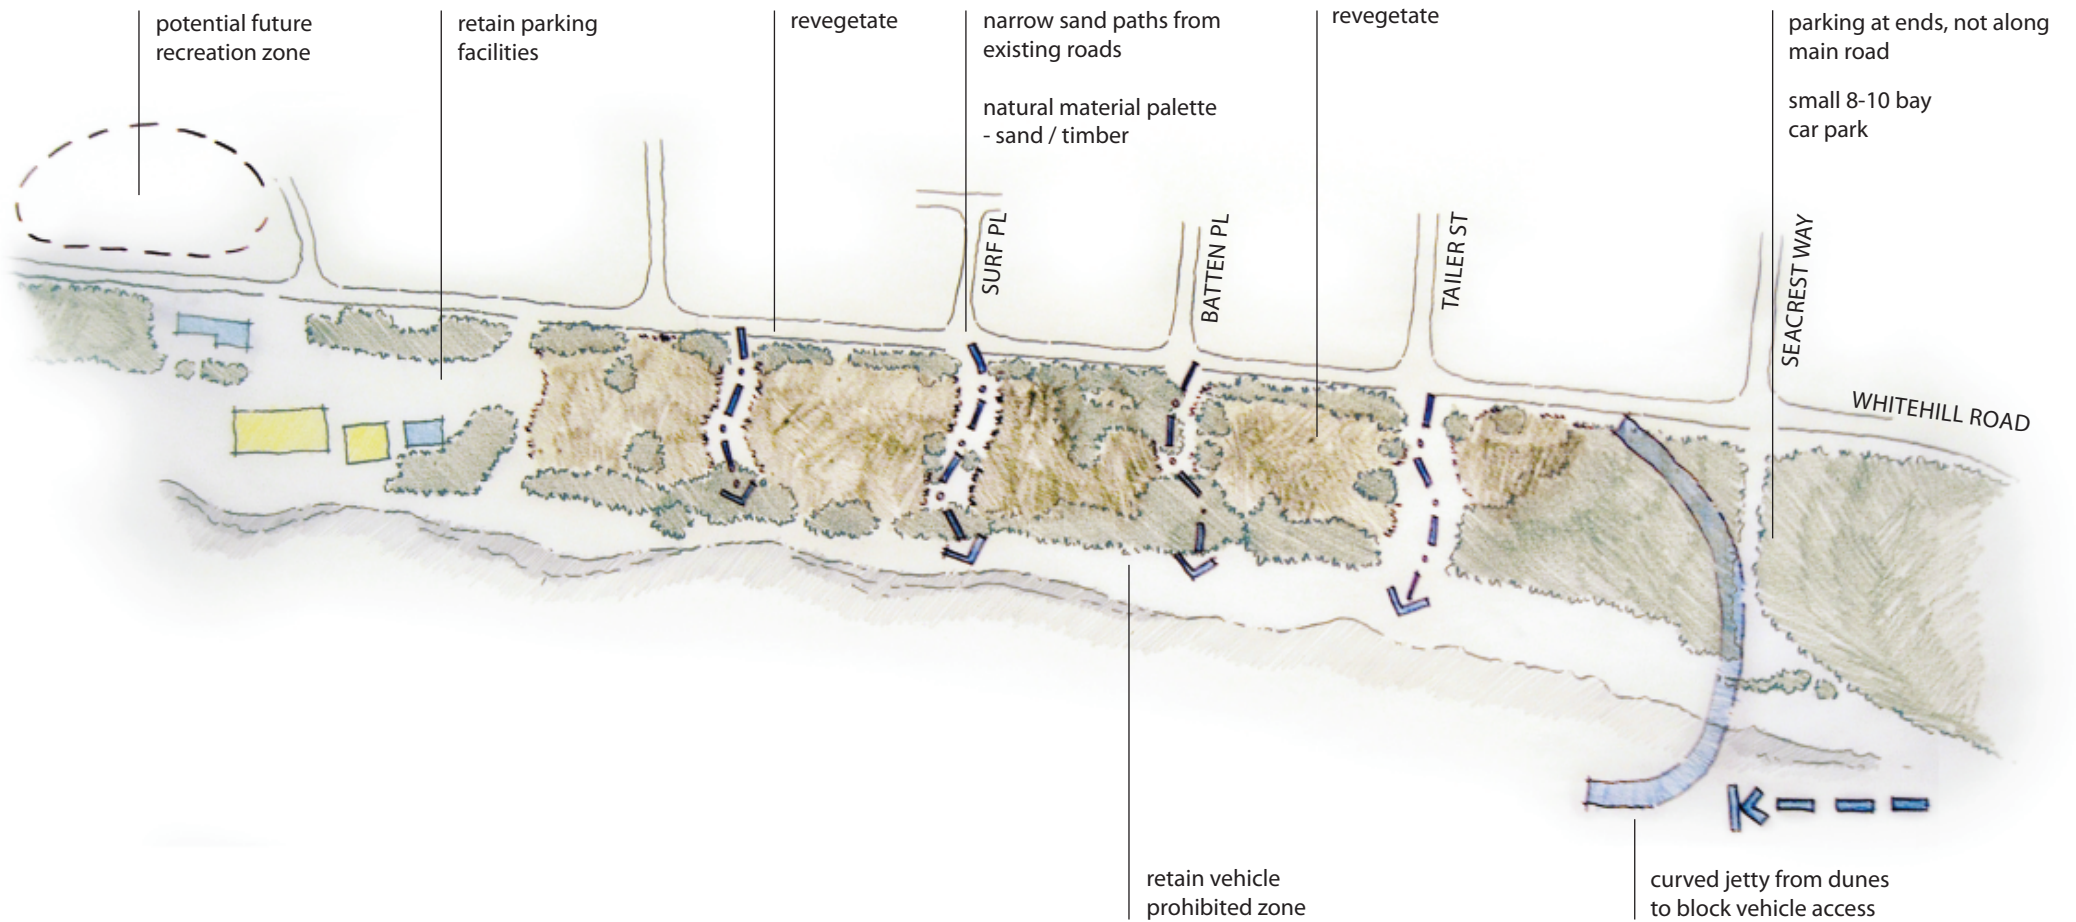 potential future
recreation zone
retain parking
facilities
revegetate
narrow sand paths from
existing roads
natural material palette
- sand / timber
revegetate
parking at ends, not along
main road
small 8-10 bay
car park
SURF PL
BATTEN PL
TAILER ST
SEACREST WAY
WHITEHILL ROAD
retain vehicle
prohibited zone
curved jetty from dunes
to block vehicle access